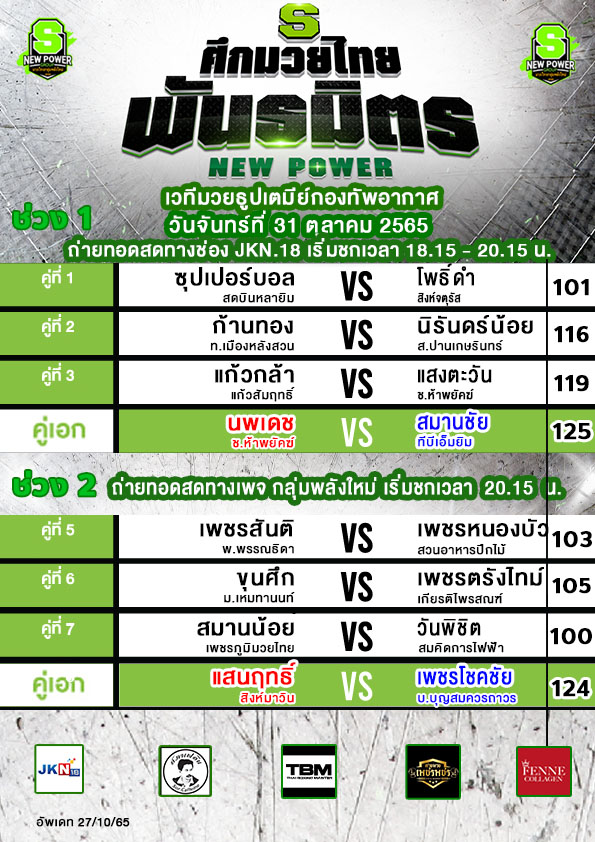 S
NEW POWER
GROUP
S
NEW POWER
GROUP
S
ศึกมวยไทย
พันธมิตร
NEW POWER
เวทีมวยธูปเตมีย์กองทัพอากาศ
ช่วง 1
วันจันทร์ที่ 31 ตุลาคม 2565
ถ่ายทอดสดทางช่อง JKN.18 เริ่มชกเวลา 18.15 - 20.15 น.
คู่ที่ 1 ซุปเปอร์บอล VS โพธิ์ดำ 101
สดบินหลายิม สิงห์จตุรัส
คู่ที่ 2 ก้านทอง VS นิรันดร์น้อย 116
ท.เมืองหลังสวน ส.ปานเกษรินทร์
คู่ที่ 3 แก้วกล้า VS แสงตะวัน 119
แก้วสัมฤทธิ์ ช.ห้าพยัคฆ์
คู่เอก นพเดช VS สมานชัย 125
ช.ห้าพยัคฆ์ ทีบีเอ็มยิม
ช่วง 2 ถ่ายทอดสดทางเพจ กลุ่มพลังใหม่ เริ่มชกเวลา 20.15 น.
คู่ที่ 5 เพชรสันติ VS เพชรหนองบัว 103
พ.พรรณธิดา สวนอาหารปีกไม้
คู่ที่ 6 ขุนศึก VS เพชรตรังไทม์ 105
ม.เหมทานนท์ เกียรติไพรสณฑ์
คู่ที่ 7 สมานน้อย VS วันพิชิต 100
เพชรภูมิมวยไทย สมคิดการไฟฟ้า
คู่เอก แสนฤทธิ์ VS เพชรโชคชัย 124
สิงห์มาวิน บ.บุญสมควรถาวร
JKN18
TBM
THAI BOXING MASTER
เพชรพชร
FENNE
COLLAGEN
อัพเดท 27/10/65